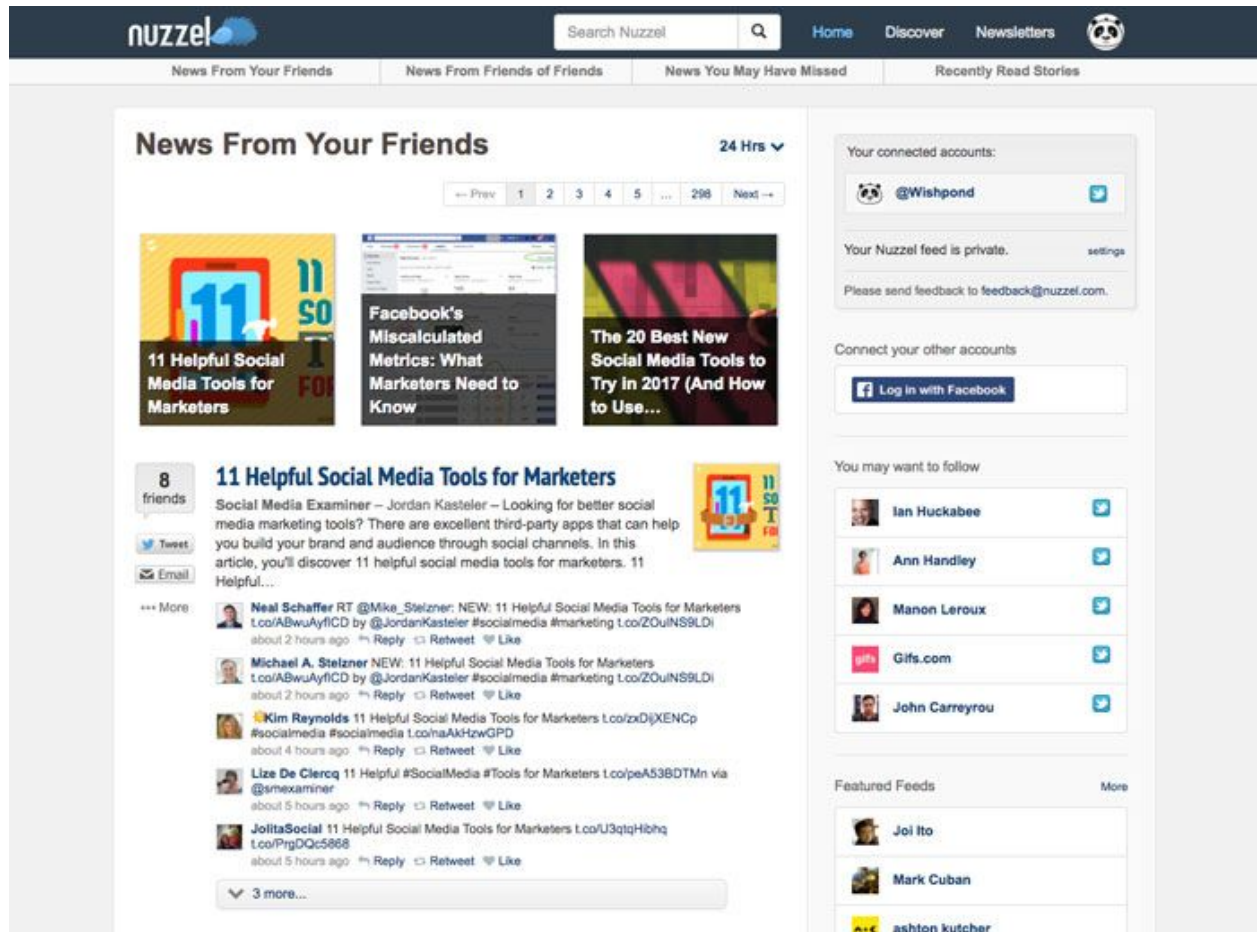 nuzzel
Search Nuzzel
Home Discover Newsletters
News From Your Friends News From Friends of Friends News You May Have Missed Recently Read Stories
News From Your Friends
24 Hrs
← Prev 1 2 3 4 5 ... 298 Next →
11
11
SO
T
FOR
11 Helpful Social
Media Tools for
Marketers
Facebook's
Miscalculated
Metrics: What
Marketers Need to
Know
The 20 Best New
Social Media Tools to
Try in 2017 (And How
to Use...
8
friends
Tweet
Email
••• More
11 Helpful Social Media Tools for Marketers
Social Media Examiner – Jordan Kasteler – Looking for better social
media marketing tools? There are excellent third-party apps that can help
you build your brand and audience through social channels. In this
article, you'll discover 11 helpful social media tools for marketers. 11
Helpful...
11
11
SO
T
Neal Schaffer RT @Mike_Stelzner: NEW: 11 Helpful Social Media Tools for Marketers
t.co/ABwuAyflCD by @JordanKasteler #socialmedia #marketing t.co/ZOulNS9LDi
about 2 hours ago Reply Retweet Like
Michael A. Stelzner NEW: 11 Helpful Social Media Tools for Marketers
t.co/ABwuAyflCD by @JordanKasteler #socialmedia #marketing t.co/ZOulNS9LDi
about 2 hours ago Reply Retweet Like
Kim Reynolds 11 Helpful Social Media Tools for Marketers t.co/zxDijXENCp
#socialmedia #socialmedia t.co/naAkHzwGPD
about 4 hours ago Reply Retweet Like
Lize De Clercq 11 Helpful #SocialMedia #Tools for Marketers t.co/peA53BDTMn via
@smexaminer
about 5 hours ago Reply Retweet Like
JolitaSocial 11 Helpful Social Media Tools for Marketers t.co/U3qtqHibhq
t.co/PrgDQc5868
about 5 hours ago Reply Retweet Like
3 more...
Your connected accounts:
@Wishpond
Your Nuzzel feed is private. settings
Please send feedback to feedback@nuzzel.com.
Connect your other accounts
Log in with Facebook
You may want to follow
Ian Huckabee
Ann Handley
Manon Leroux
gifs Gifs.com
John Carreyrou
Featured Feeds More
Joi Ito
Mark Cuban
ashton kutcher